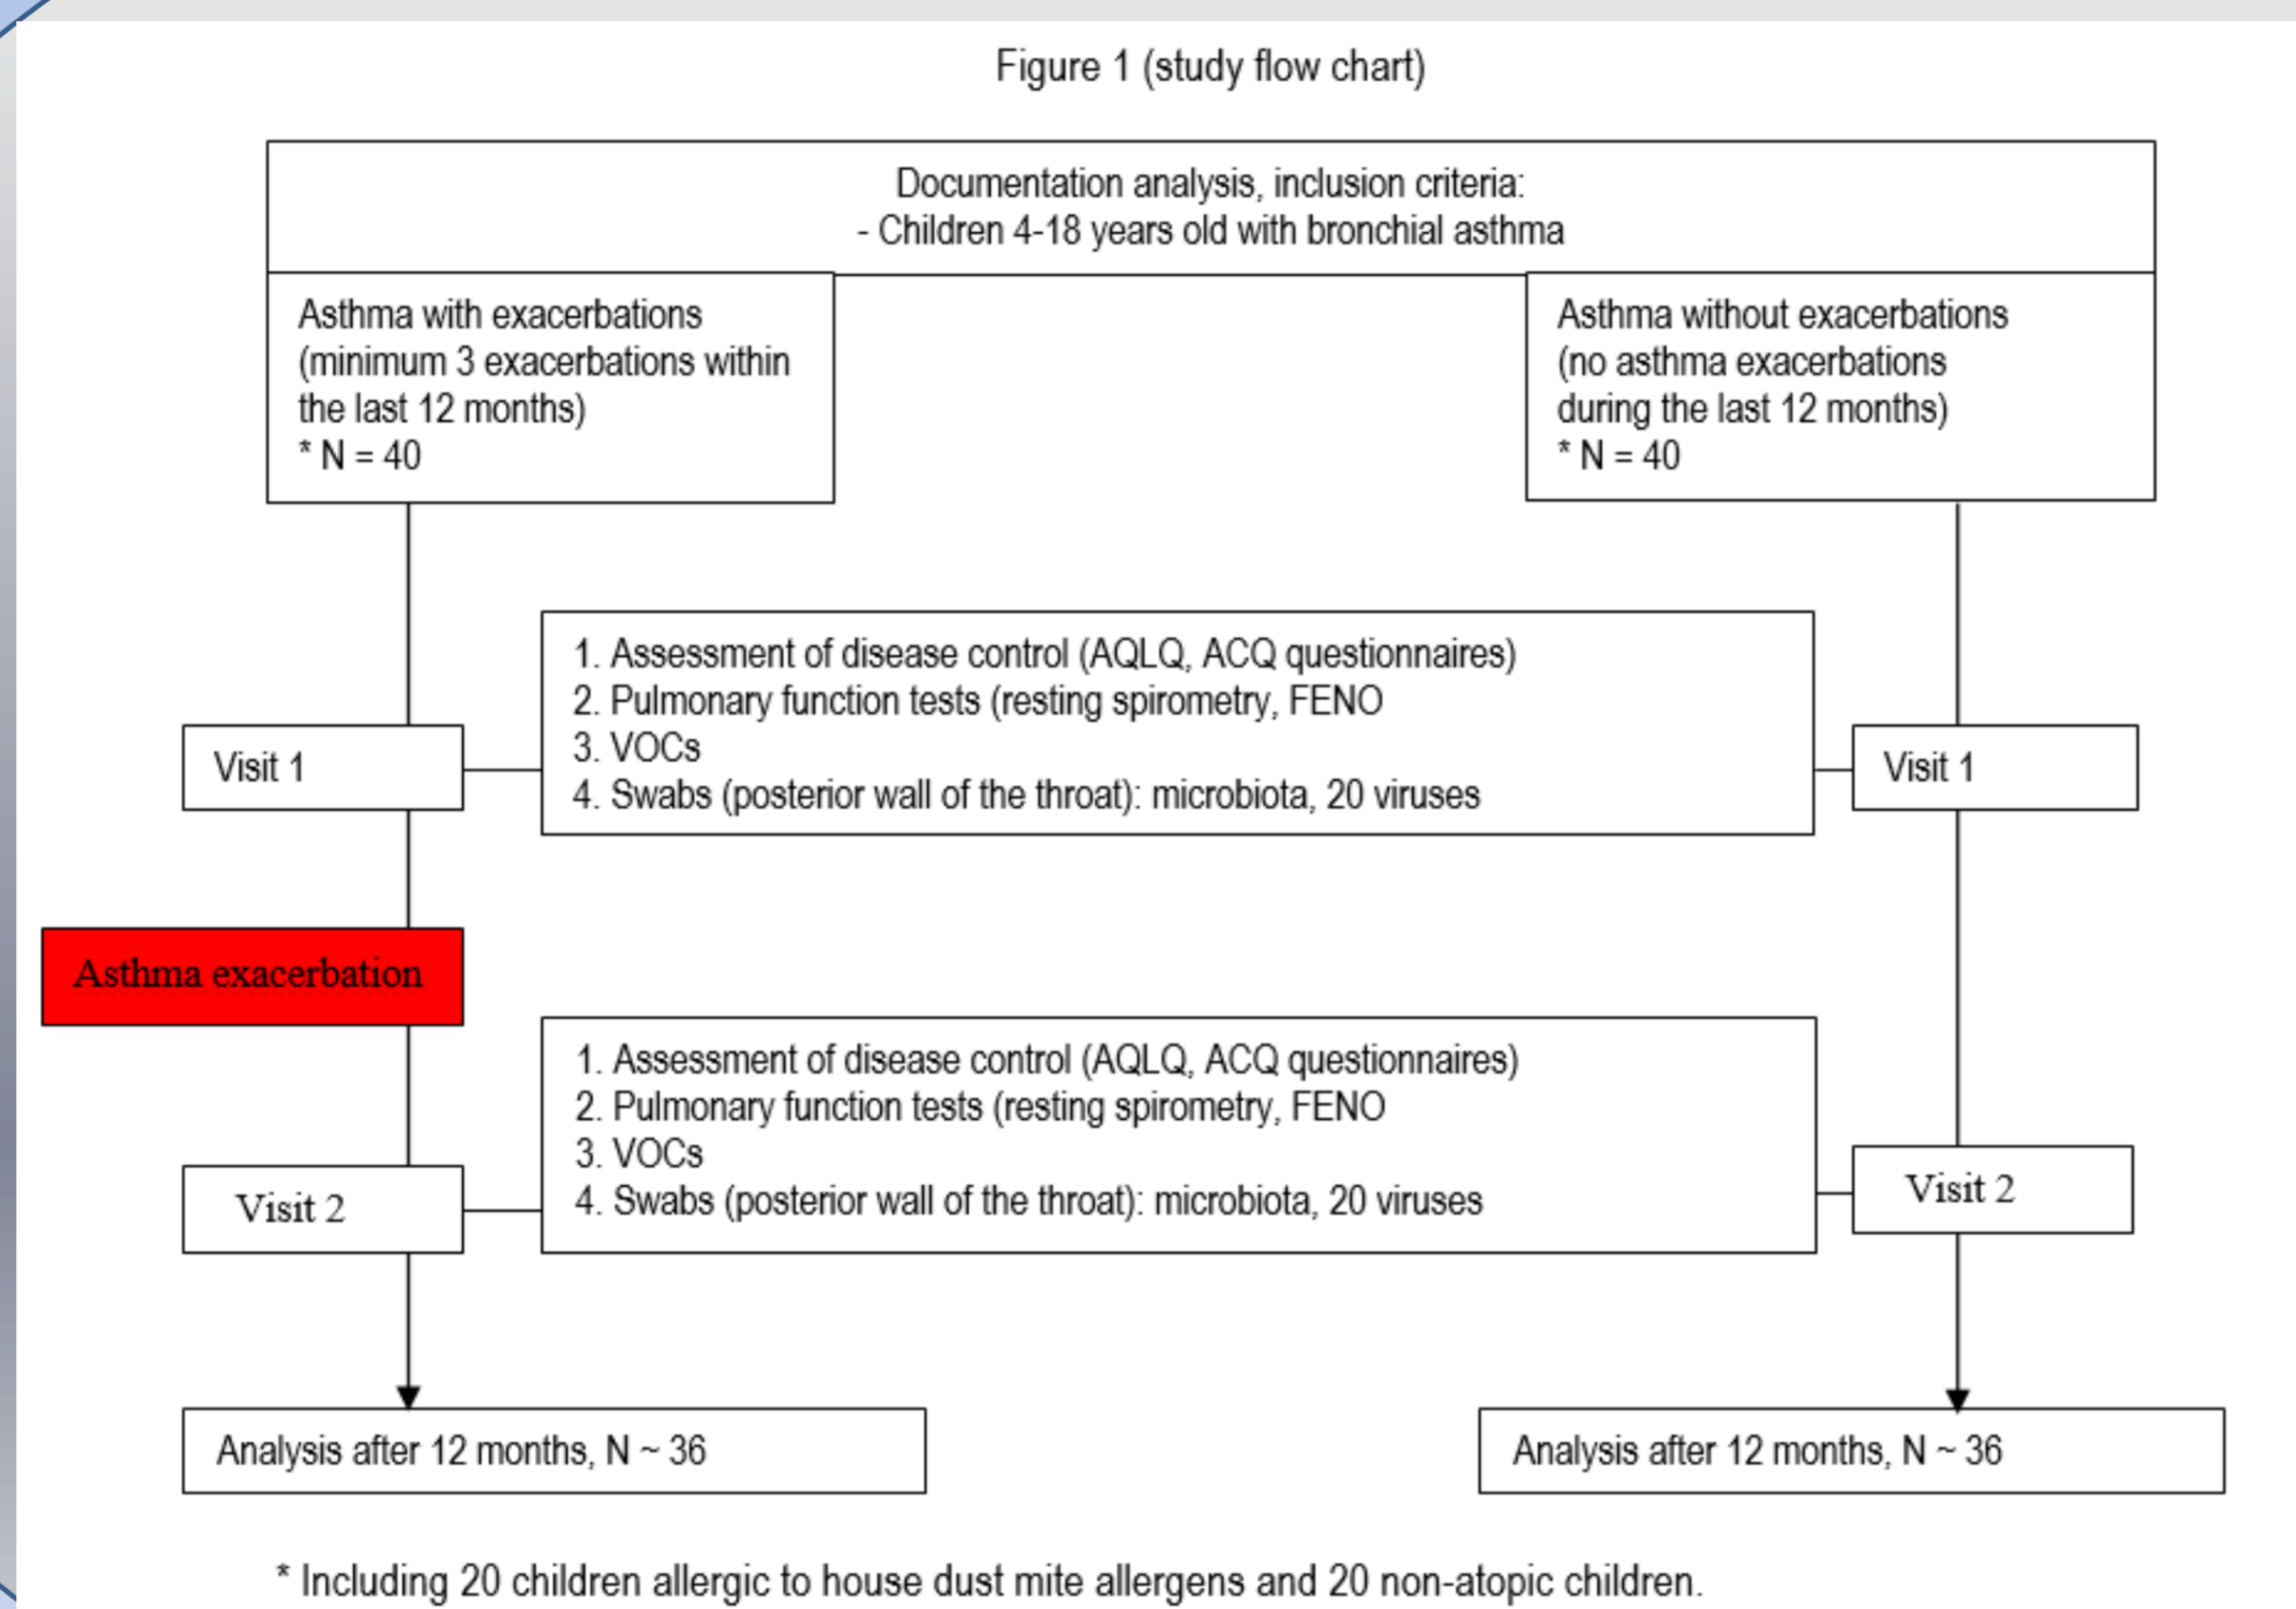 Figure 1 (study flow chart)
Documentation analysis, inclusion criteria:
- Children 4-18 years old with bronchial asthma
Asthma with exacerbations
(minimum 3 exacerbations within
the last 12 months)
* N = 40
Asthma without exacerbations
(no asthma exacerbations
during the last 12 months)
* N = 40
1. Assessment of disease control (AQLQ, ACQ questionnaires)
2. Pulmonary function tests (resting spirometry, FENO
3. VOCs
4. Swabs (posterior wall of the throat): microbiota, 20 viruses
Visit 1
Visit 1
Asthma exacerbation
1. Assessment of disease control (AQLQ, ACQ questionnaires)
2. Pulmonary function tests (resting spirometry, FENO
3. VOCs
4. Swabs (posterior wall of the throat): microbiota, 20 viruses
Visit 2
Visit 2
Analysis after 12 months, N ~ 36
Analysis after 12 months, N ~ 36
* Including 20 children allergic to house dust mite allergens and 20 non-atopic children.